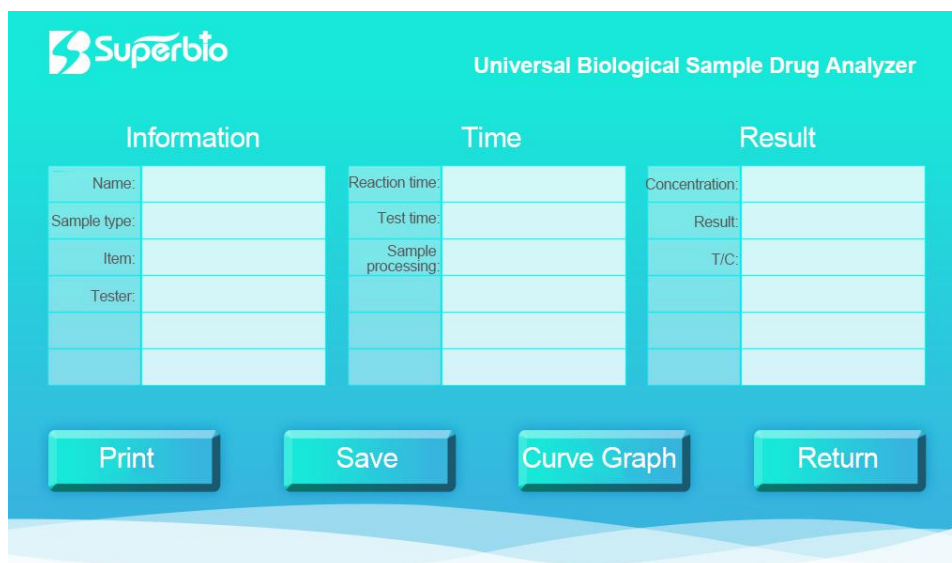 Superbio
Universal Biological Sample Drug Analyzer
Information
Time
Result
Name:
Reaction time:
Concentration:
Sample type:
Test time:
Result:
Item:
Sample
processing:
T/C:
Tester:
Print
Save
Curve Graph
Return